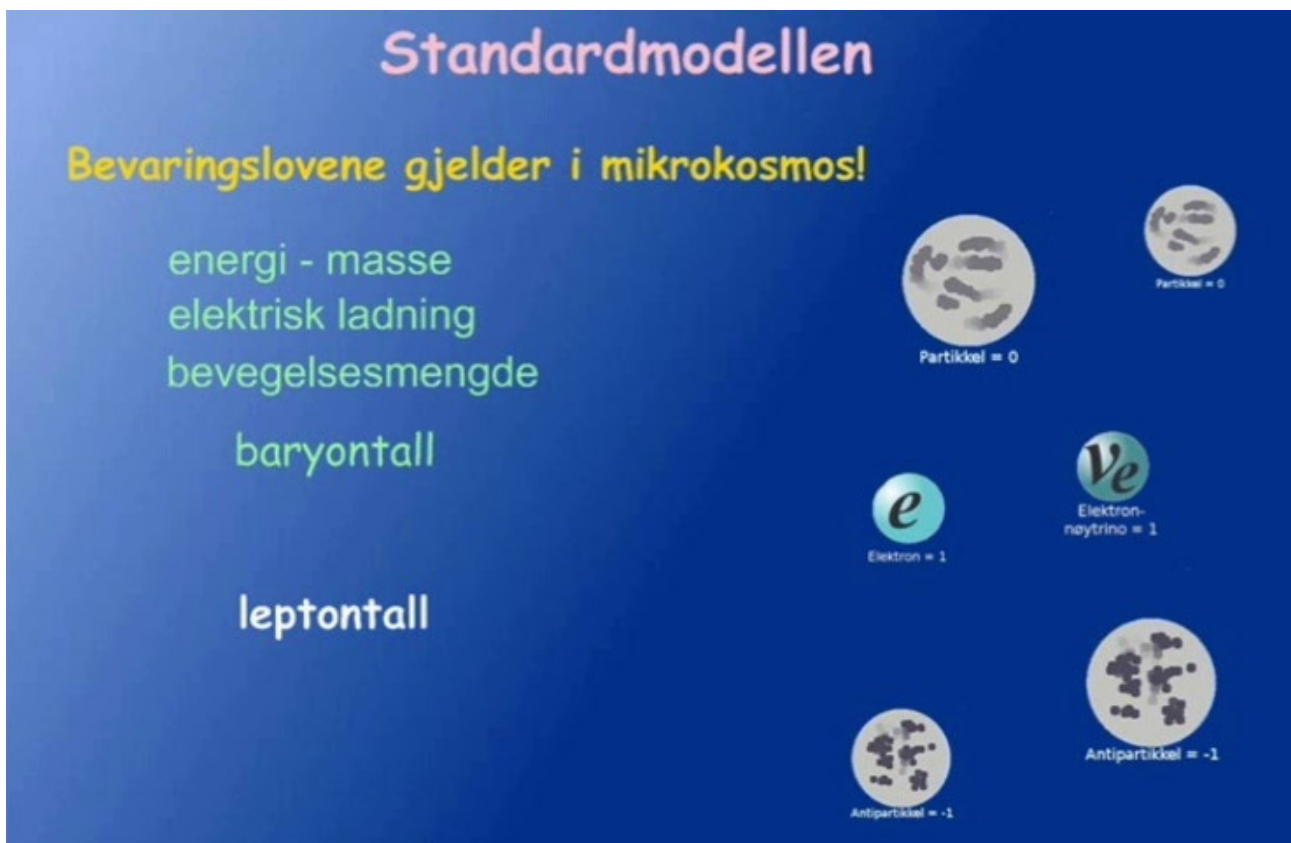 Standardmodellen
Bevaringslovene gjelder i mikrokosmos!
energi - masse
elektrisk ladning
bevegelsesmengde
baryontall
leptontall
Partikkel = 0
Partikkel = 0
e
Elektron = 1
νe
Elektron-
nøytrino = 1
Antipartikkel = -1
Antipartikkel = -1